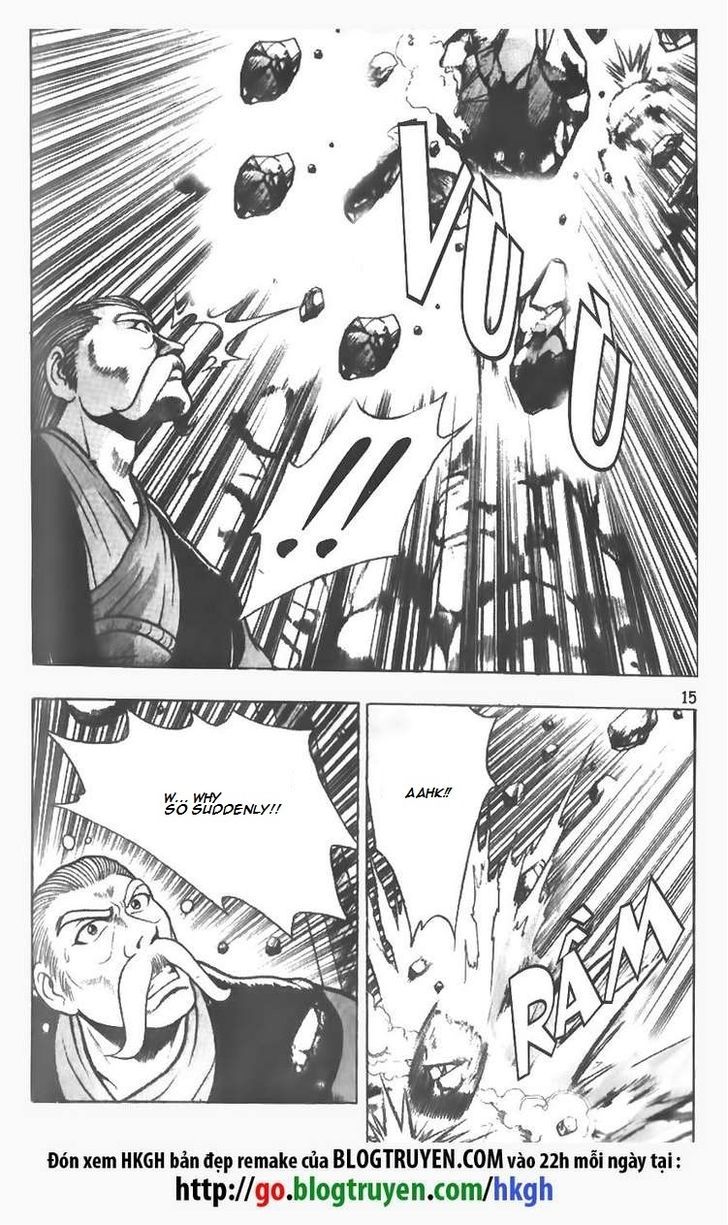 VÙ Ù Ù
!!
15
W... WHY
SO SUDDENLY!!
AAHK!!
RẦM
Đón xem HKGH bản đẹp remake của BLOGTRUYEN.COM vào 22h mỗi ngày tại :
http://go.blogtruyen.com/hkgh